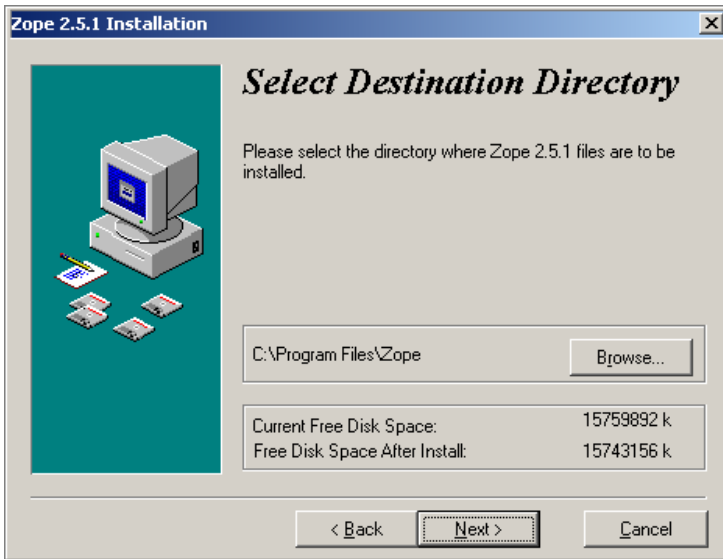 Zope 2.5.1 Installation
Select Destination Directory
Please select the directory where Zope 2.5.1 files are to be
installed.
C:\Program Files\Zope
Browse...
Current Free Disk Space: 15759892 k
Free Disk Space After Install: 15743156 k
< Back
Next >
Cancel